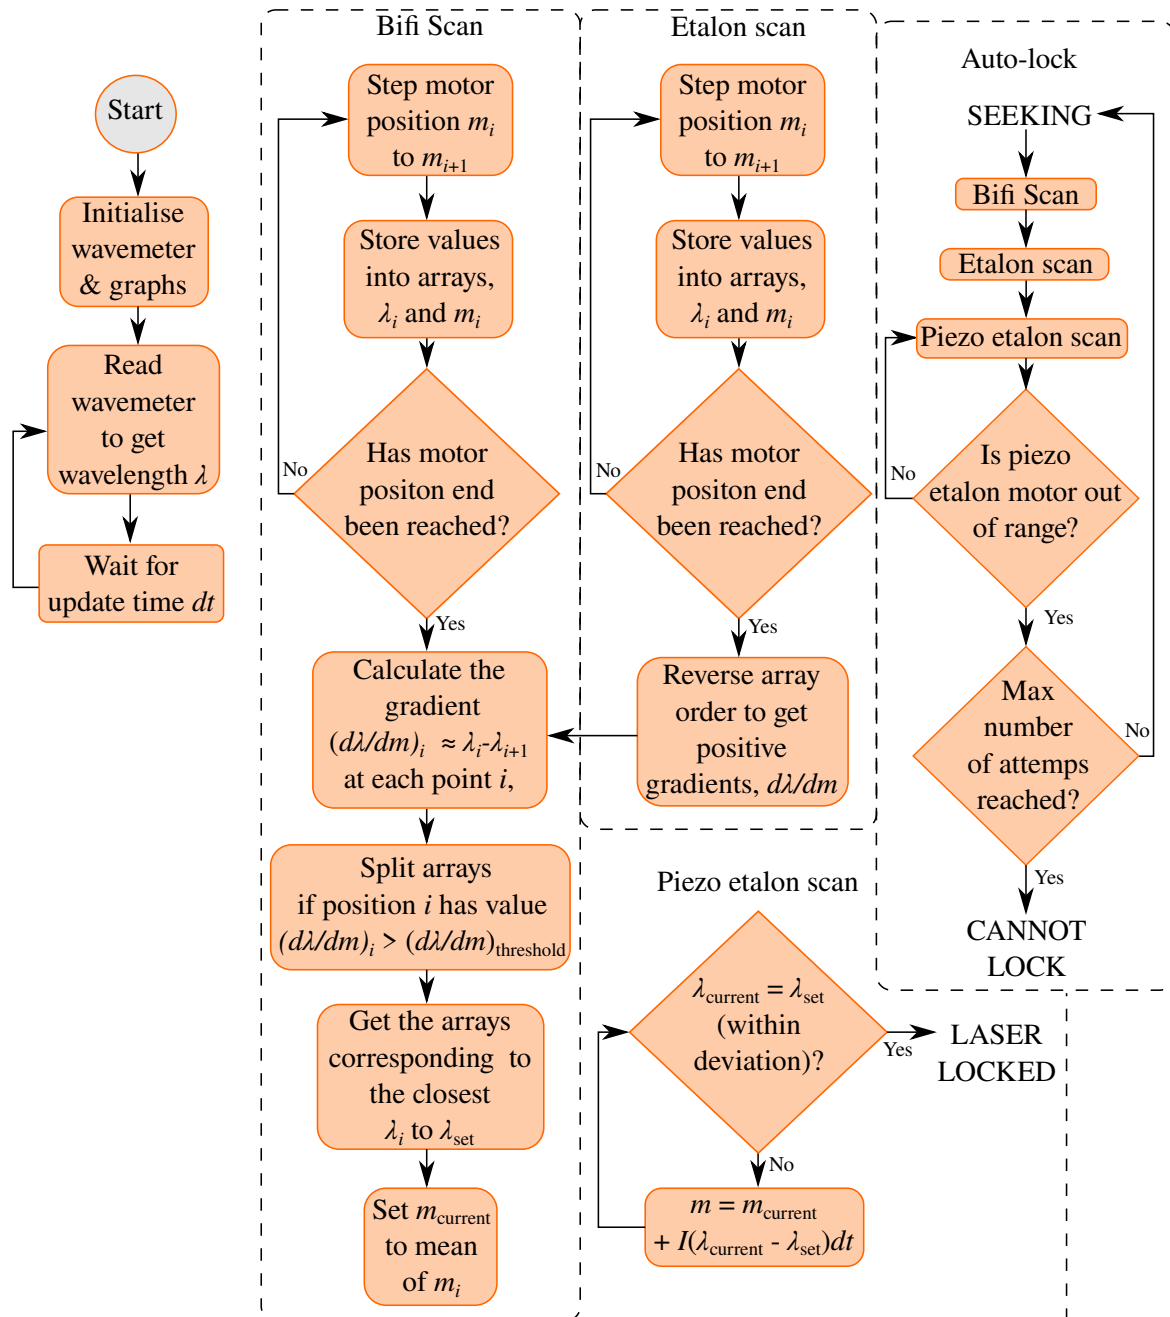 Start
Initialise
wavemeter
& graphs
Read
wavemeter
to get
wavelength λ
Wait for
update time dt
Bifi Scan
Step motor
position mᵢ
to mᵢ₊₁
Store values
into arrays,
λᵢ and mᵢ
Has motor
positon end
been reached?
No
Yes
Calculate the
gradient
(dλ/dm)ᵢ ≈ λᵢ-λᵢ₊₁
at each point i,
Split arrays
if position i has value
(dλ/dm)ᵢ > (dλ/dm)threshold
Get the arrays
corresponding to
the closest
λᵢ to λset
Set mcurrent
to mean
of mᵢ
Etalon scan
Step motor
position mᵢ
to mᵢ₊₁
Store values
into arrays,
λᵢ and mᵢ
Has motor
positon end
been reached?
No
Yes
Reverse array
order to get
positive
gradients, dλ/dm
Piezo etalon scan
λcurrent = λset
(within
deviation)?
Yes
LASER
LOCKED
No
m = mcurrent
+ I(λcurrent - λset)dt
Auto-lock
SEEKING
Bifi Scan
Etalon scan
Piezo etalon scan
Is piezo
etalon motor out
of range?
No
Yes
Max
number
of attemps
reached?
No
Yes
CANNOT
LOCK